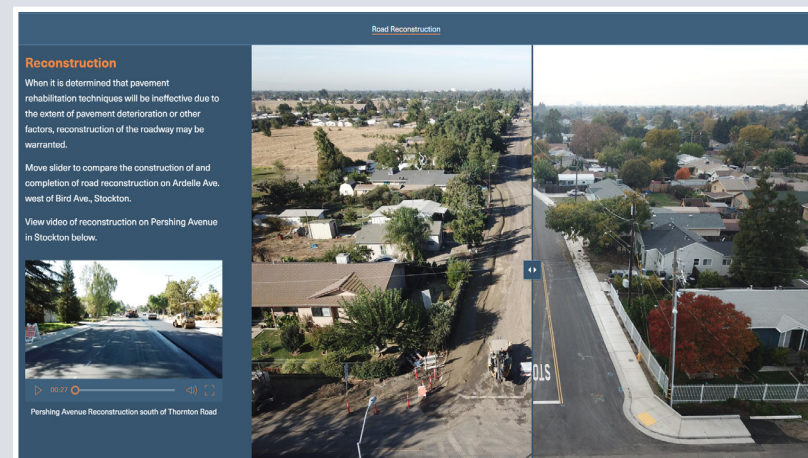 Road Reconstruction
Reconstruction
When it is determined that pavement
rehabilitation techniques will be ineffective due to
the extent of pavement deterioration or other
factors, reconstruction of the roadway may be
warranted.
Move slider to compare the construction of and
completion of road reconstruction on Ardelle Ave.
west of Bird Ave., Stockton.
View video of reconstruction on Pershing Avenue
in Stockton below.
00:27
Pershing Avenue Reconstruction south of Thornton Road
STO